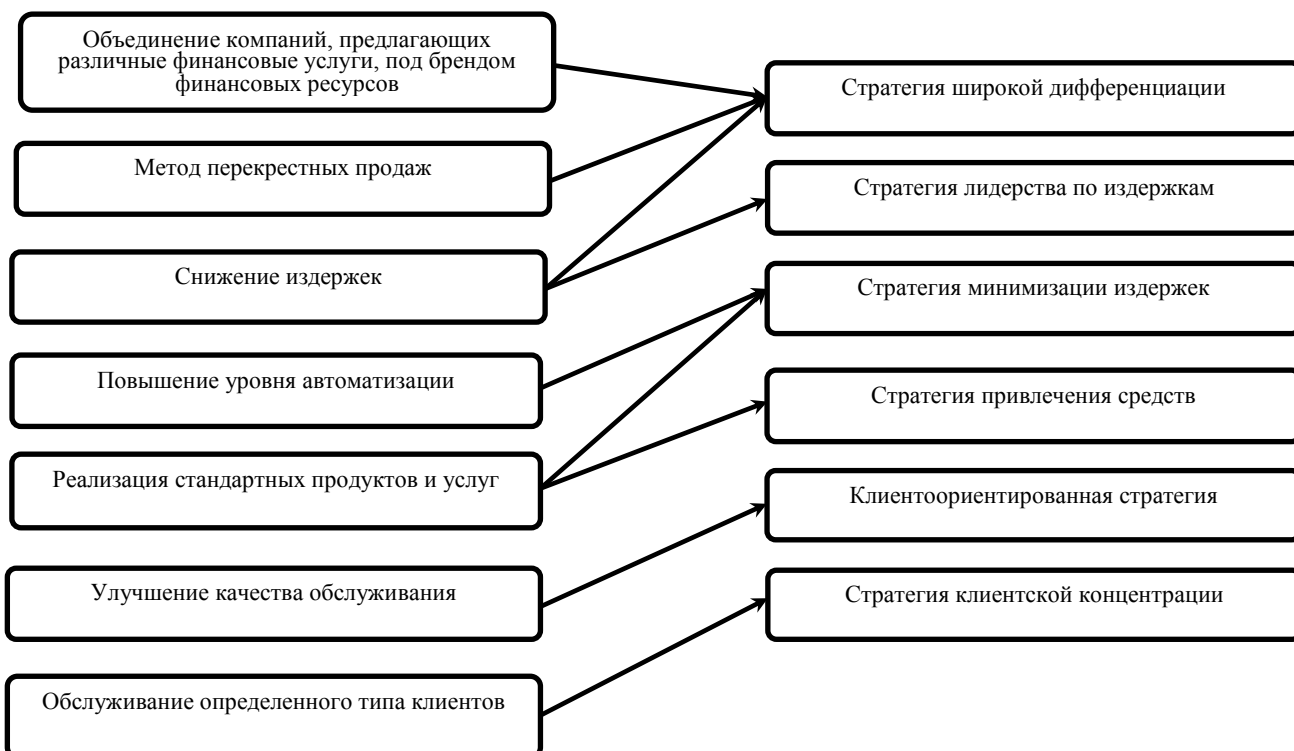 Объединение компаний, предлагающих
различные финансовые услуги, под брендом
финансовых ресурсов
Метод перекрестных продаж
Снижение издержек
Повышение уровня автоматизации
Реализация стандартных продуктов и услуг
Улучшение качества обслуживания
Обслуживание определенного типа клиентов
Стратегия широкой дифференциации
Стратегия лидерства по издержкам
Стратегия минимизации издержек
Стратегия привлечения средств
Клиентоориентированная стратегия
Стратегия клиентской концентрации